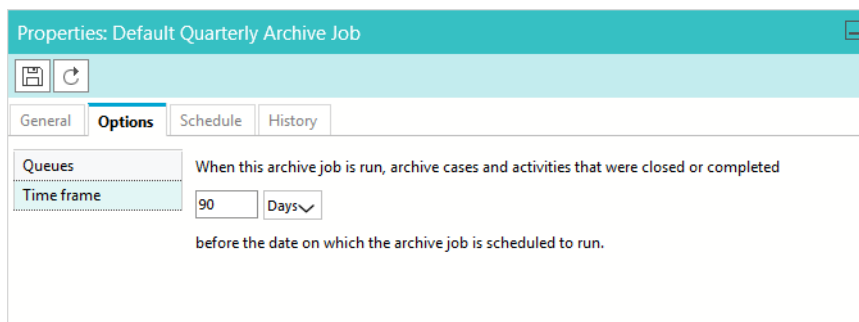 Properties: Default Quarterly Archive Job
General Options Schedule History
Queues
When this archive job is run, archive cases and activities that were closed or completed
Time frame
90 Days
before the date on which the archive job is scheduled to run.